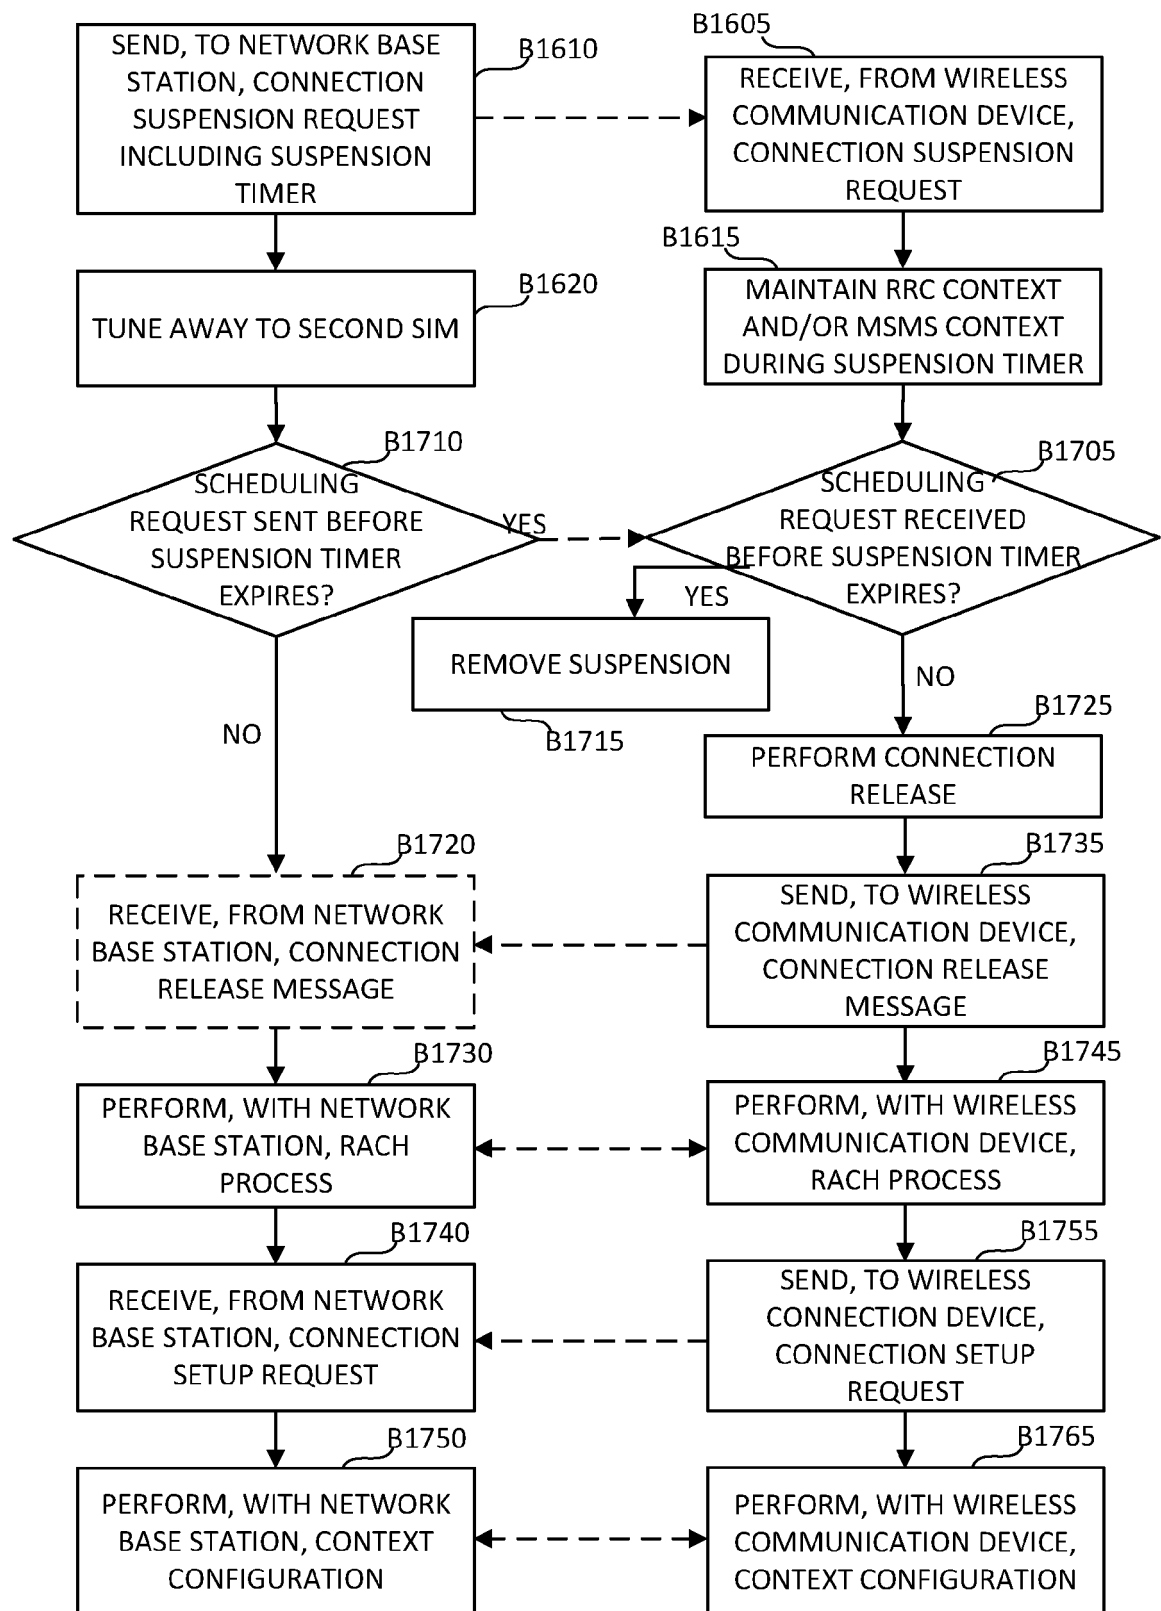 B1610
SEND, TO NETWORK BASE
STATION, CONNECTION
SUSPENSION REQUEST
INCLUDING SUSPENSION
TIMER
B1605
RECEIVE, FROM WIRELESS
COMMUNICATION DEVICE,
CONNECTION SUSPENSION
REQUEST
B1620
TUNE AWAY TO SECOND SIM
B1615
MAINTAIN RRC CONTEXT
AND/OR MSMS CONTEXT
DURING SUSPENSION TIMER
B1710
SCHEDULING
REQUEST SENT BEFORE
SUSPENSION TIMER
EXPIRES?
YES
B1705
SCHEDULING
REQUEST RECEIVED
BEFORE SUSPENSION TIMER
EXPIRES?
YES
REMOVE SUSPENSION
B1715
NO
NO
B1725
PERFORM CONNECTION
RELEASE
B1720
RECEIVE, FROM NETWORK
BASE STATION, CONNECTION
RELEASE MESSAGE
B1735
SEND, TO WIRELESS
COMMUNICATION DEVICE,
CONNECTION RELEASE
MESSAGE
B1730
PERFORM, WITH NETWORK
BASE STATION, RACH
PROCESS
B1745
PERFORM, WITH WIRELESS
COMMUNICATION DEVICE,
RACH PROCESS
B1740
RECEIVE, FROM NETWORK
BASE STATION, CONNECTION
SETUP REQUEST
B1755
SEND, TO WIRELESS
CONNECTION DEVICE,
CONNECTION SETUP
REQUEST
B1750
PERFORM, WITH NETWORK
BASE STATION, CONTEXT
CONFIGURATION
B1765
PERFORM, WITH WIRELESS
COMMUNICATION DEVICE,
CONTEXT CONFIGURATION